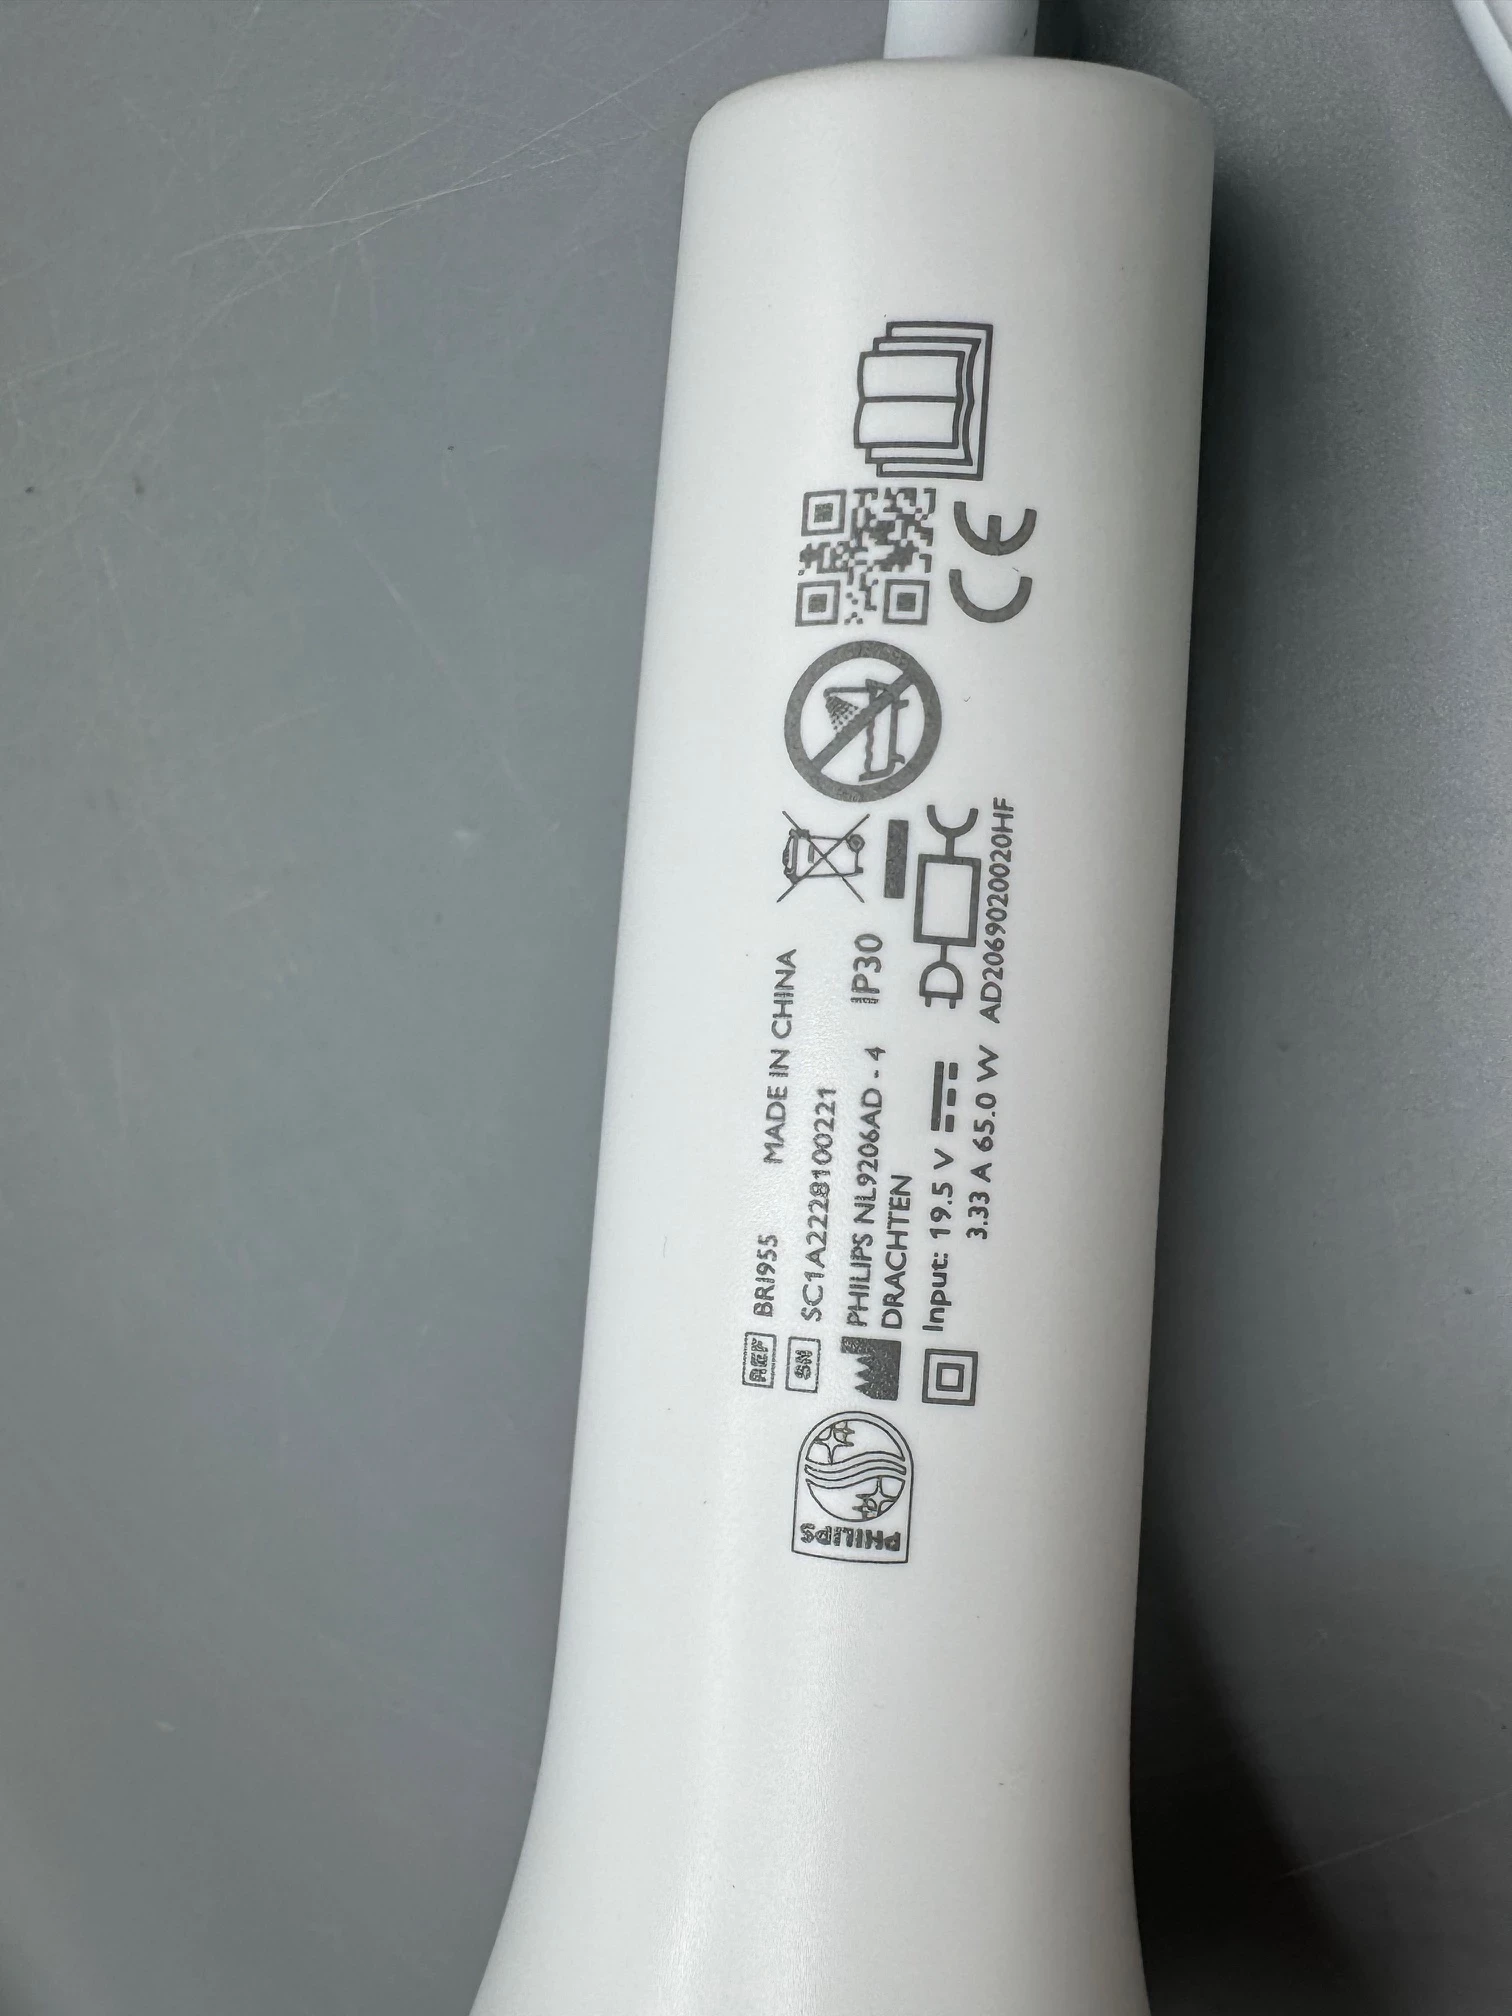 PHILIPS
REF BRI955 MADE IN CHINA
SN SC1A2228100221
PHILIPS NL9206AD - 4 IP30
DRACHTEN
Input: 19.5 V
3.33 A 65.0 W AD2069020020HF
CE